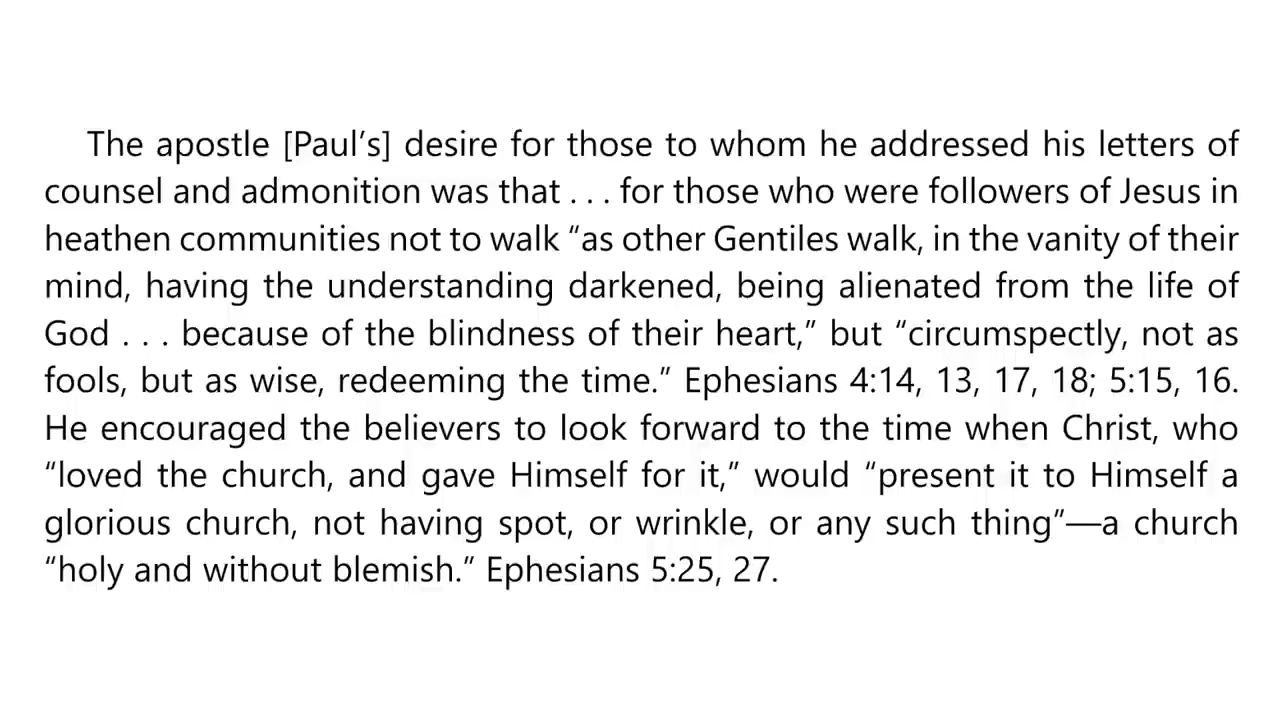 The apostle [Paul’s] desire for those to whom he addressed his letters of
counsel and admonition was that . . . for those who were followers of Jesus in
heathen communities not to walk “as other Gentiles walk, in the vanity of their
mind, having the understanding darkened, being alienated from the life of
God . . . because of the blindness of their heart,” but “circumspectly, not as
fools, but as wise, redeeming the time.” Ephesians 4:14, 13, 17, 18; 5:15, 16.
He encouraged the believers to look forward to the time when Christ, who
“loved the church, and gave Himself for it,” would “present it to Himself a
glorious church, not having spot, or wrinkle, or any such thing”—a church
“holy and without blemish.” Ephesians 5:25, 27.